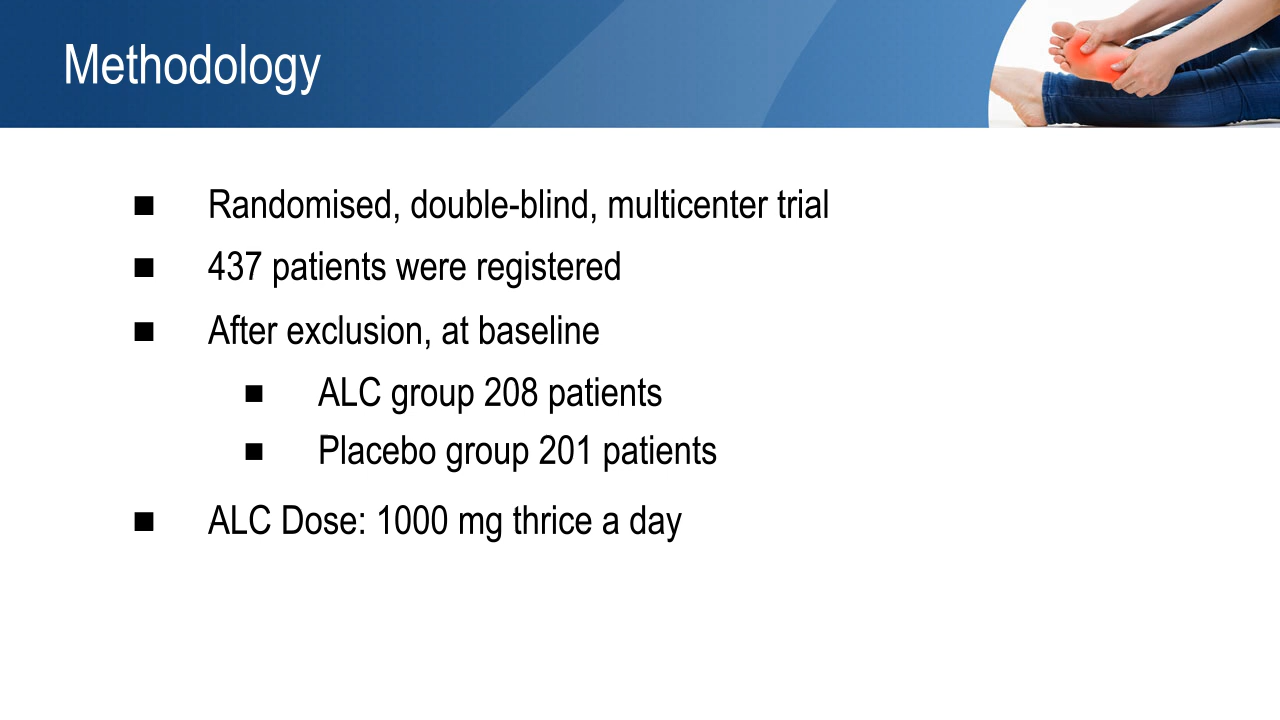 Methodology
■ Randomised, double-blind, multicenter trial
■ 437 patients were registered
■ After exclusion, at baseline
■ ALC group 208 patients
■ Placebo group 201 patients
■ ALC Dose: 1000 mg thrice a day